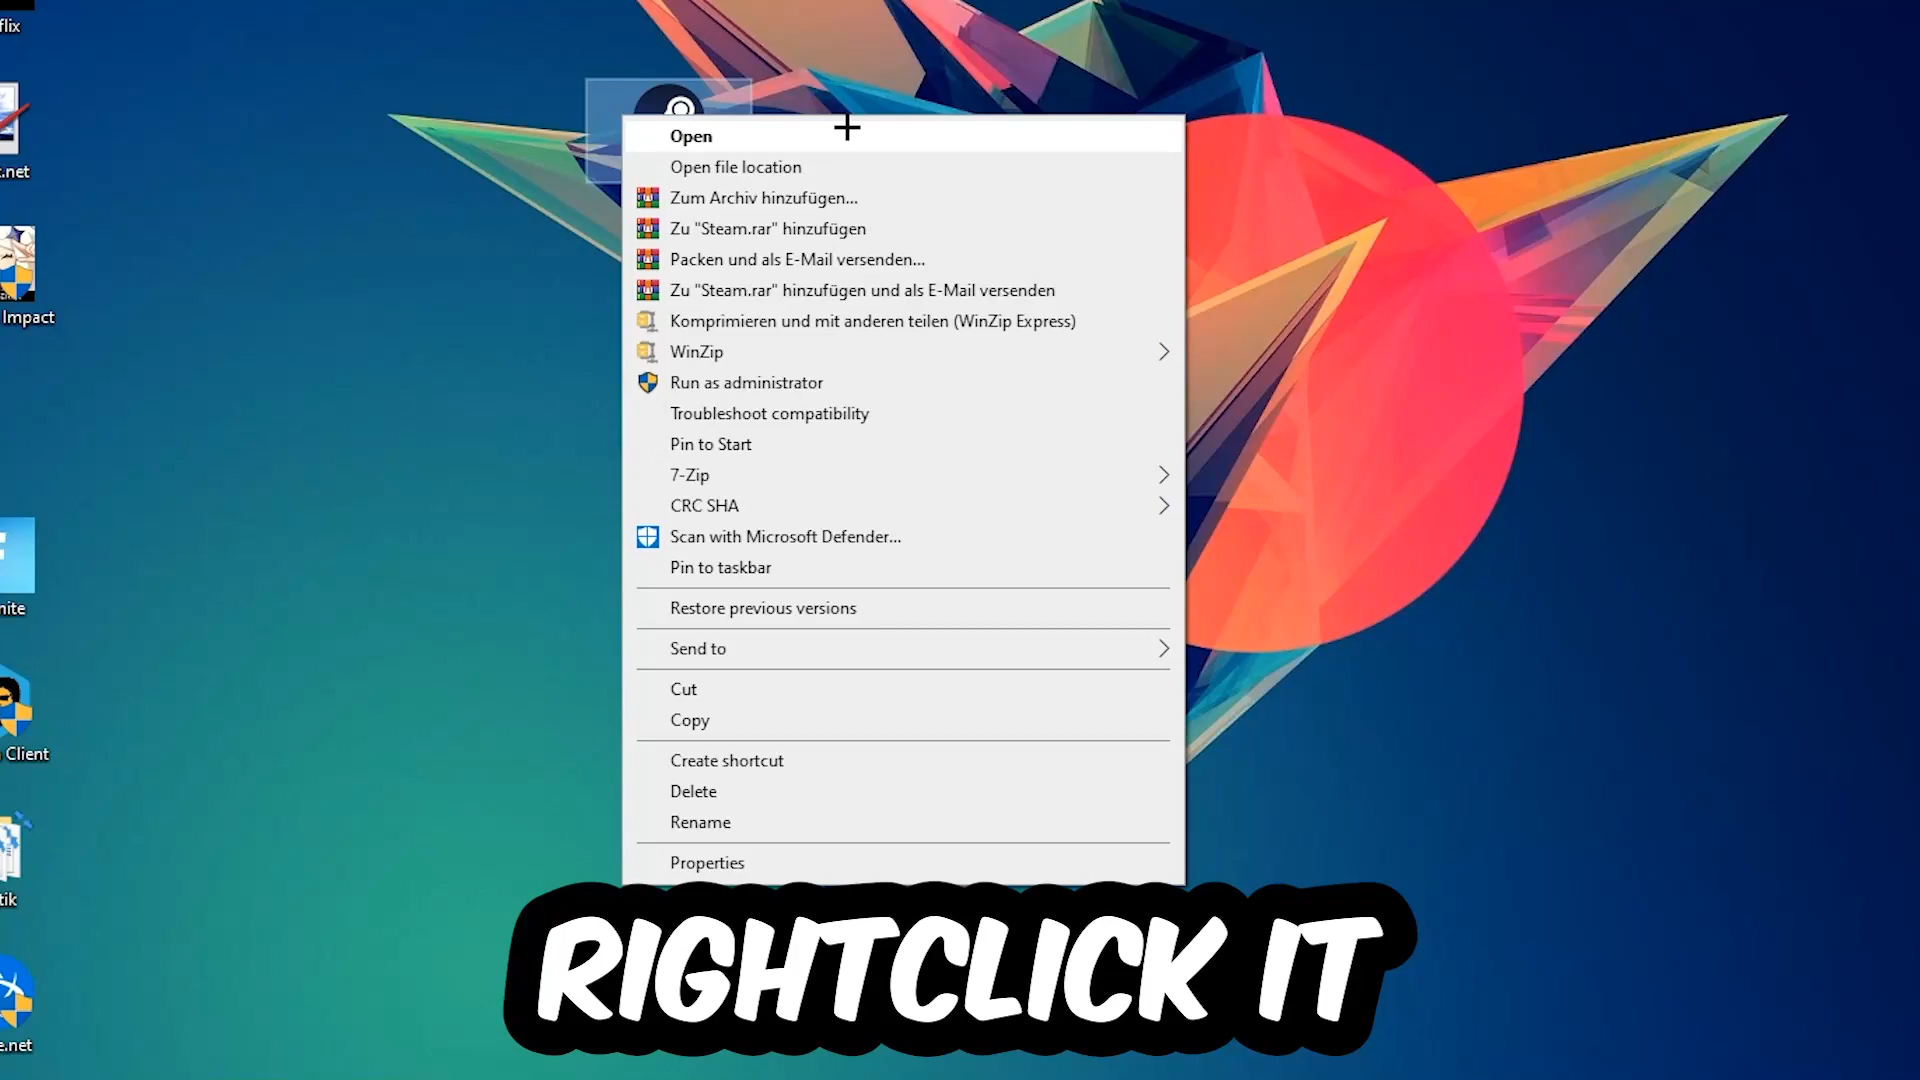 flix
.net
Impact
nite
Client
tik
e.net
Open
Open file location
Zum Archiv hinzufügen...
Zu "Steam.rar" hinzufügen
Packen und als E-Mail versenden...
Zu "Steam.rar" hinzufügen und als E-Mail versenden
Komprimieren und mit anderen teilen (WinZip Express)
WinZip
Run as administrator
Troubleshoot compatibility
Pin to Start
7-Zip
CRC SHA
Scan with Microsoft Defender...
Pin to taskbar
Restore previous versions
Send to
Cut
Copy
Create shortcut
Delete
Rename
Properties
RIGHTCLICK IT